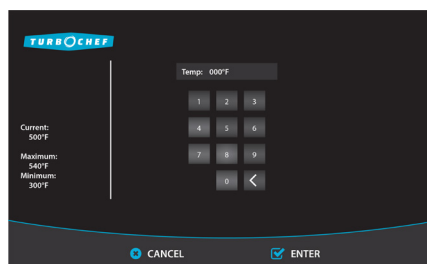 TURBOCHEF
Temp: 000°F
1 2 3
Current:
500°F
4 5 6
Maximum:
540°F
7 8 9
Minimum:
300°F
0
CANCEL
ENTER